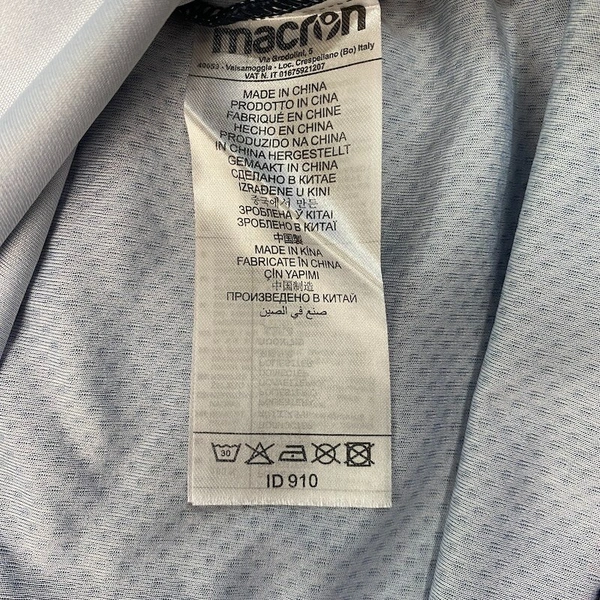 macron
Via Gredolini, 5
40053 - Valsamoggia - Loc. Crespellano (Bo) Italy
VAT N. IT 01675921207
MADE IN CHINA
PRODOTTO IN CINA
FABRIQUÉ EN CHINE
HECHO EN CHINA
PRODUZIDO NA CHINA
IN CHINA HERGESTELLT
GEMAAKT IN CHINA
СДЕЛАНО В КИТАЕ
IZRAĐENE U KINI
중국에서 만든
ЗРОБЛЕНА Ў КІТАІ
ЗРОБЛЕНО В КИТАЇ
中国製
MADE IN KÍNA
FABRICATE ÎN CHINA
ÇİN YAPIMI
中国制造
ПРОИЗВЕДЕНО В КИТАЙ
صنع في الصين
30
ID 910